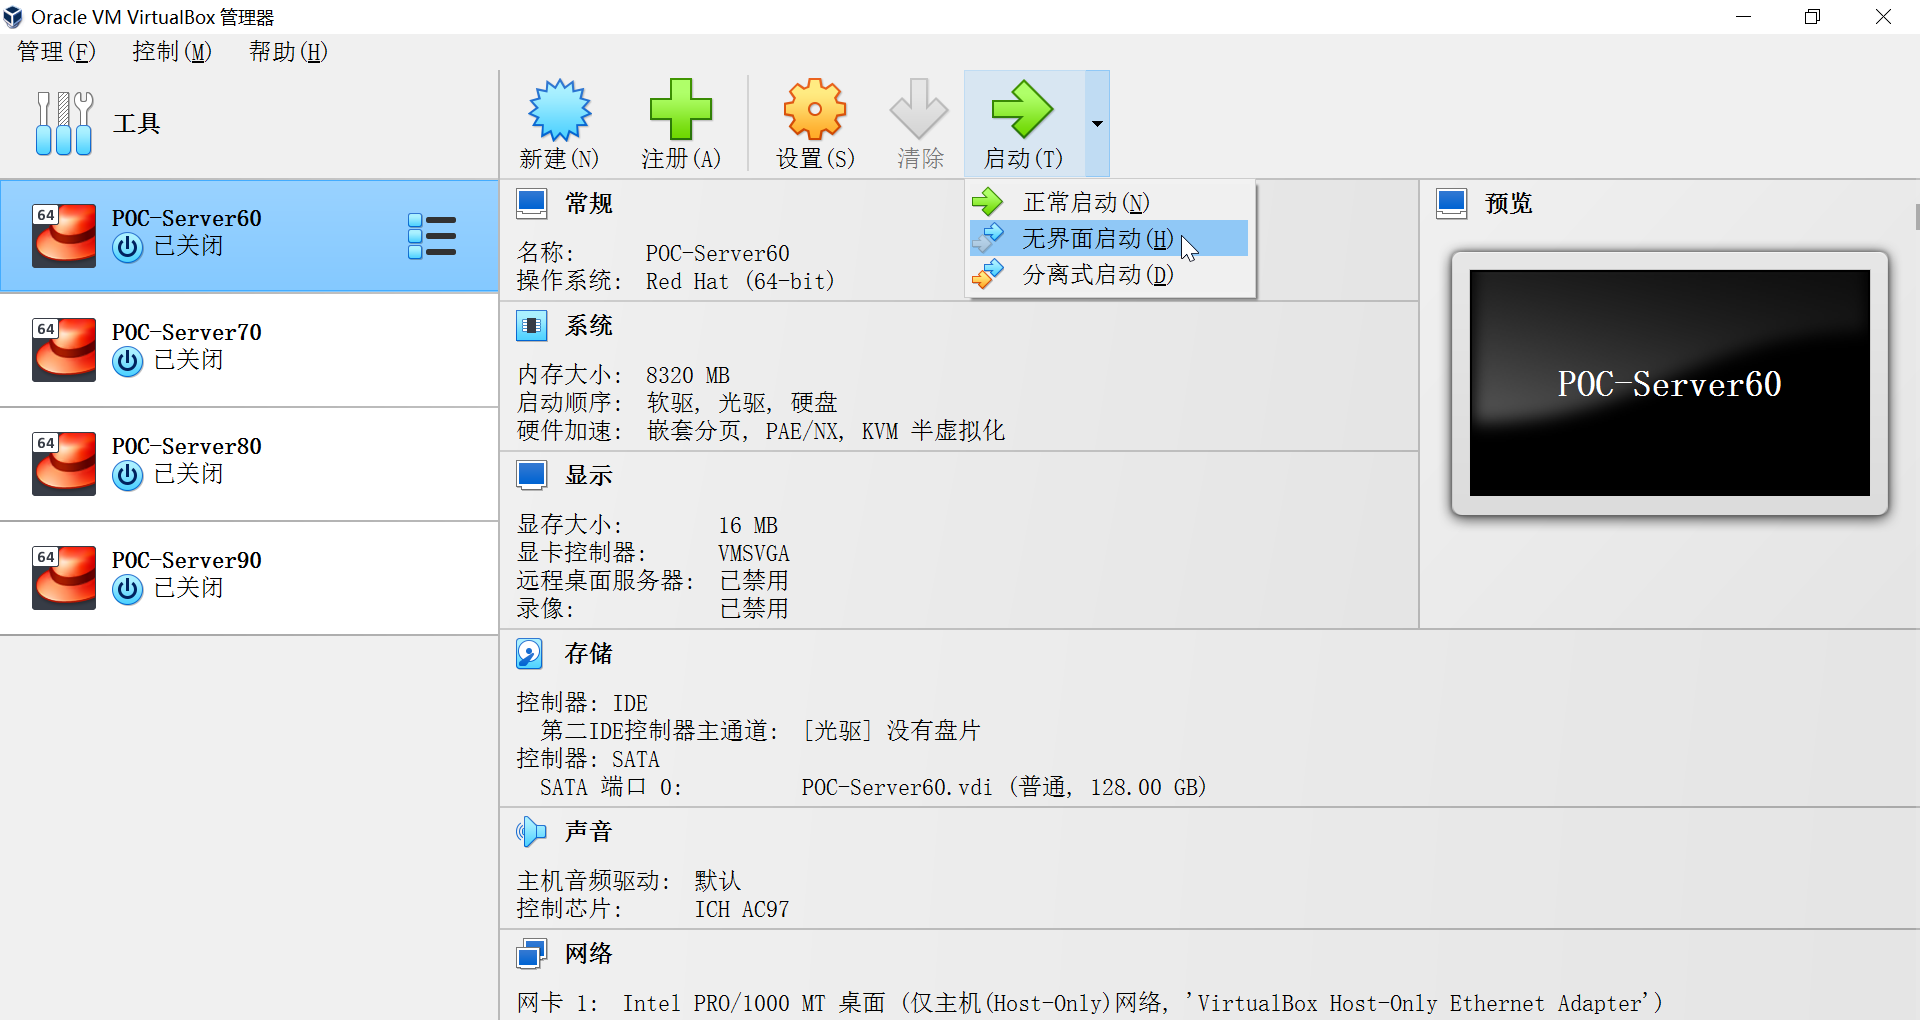 Oracle VM VirtualBox 管理器
管理(F) 控制(M) 帮助(H)
工具
新建(N) 注册(A) 设置(S) 清除 启动(T)
正常启动(N)
无界面启动(H)
分离式启动(D)
64 POC-Server60
已关闭
64 POC-Server70
已关闭
64 POC-Server80
已关闭
64 POC-Server90
已关闭
常规
名称: POC-Server60
操作系统: Red Hat (64-bit)
系统
内存大小: 8320 MB
启动顺序: 软驱, 光驱, 硬盘
硬件加速: 嵌套分页, PAE/NX, KVM 半虚拟化
显示
显存大小: 16 MB
显卡控制器: VMSVGA
远程桌面服务器: 已禁用
录像: 已禁用
存储
控制器: IDE
第二IDE控制器主通道: [光驱] 没有盘片
控制器: SATA
SATA 端口 0: POC-Server60.vdi (普通, 128.00 GB)
声音
主机音频驱动: 默认
控制芯片: ICH AC97
网络
网卡 1: Intel PRO/1000 MT 桌面 (仅主机(Host-Only)网络, 'VirtualBox Host-Only Ethernet Adapter')
预览
POC-Server60